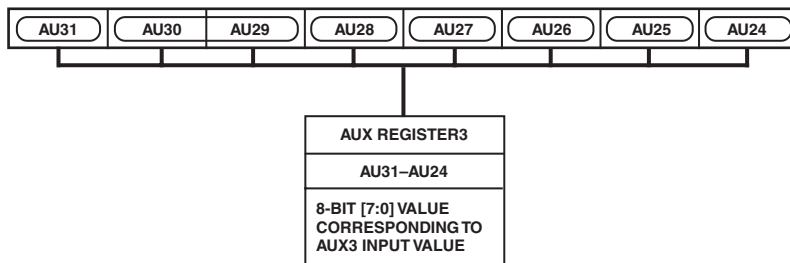 AU31 AU30 AU29 AU28 AU27 AU26 AU25 AU24
AUX REGISTER3
AU31–AU24
8-BIT [7:0] VALUE
CORRESPONDING TO
AUX3 INPUT VALUE